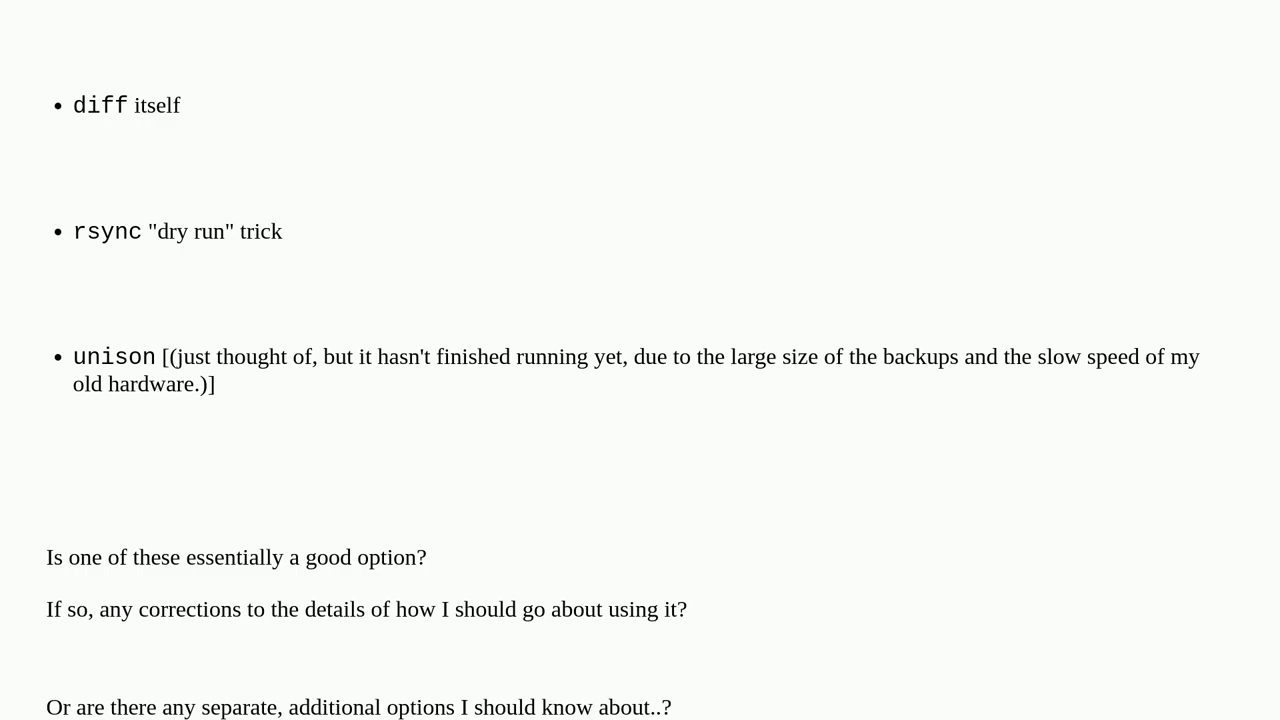 • diff itself
• rsync "dry run" trick
• unison [(just thought of, but it hasn't finished running yet, due to the large size of the backups and the slow speed of my
old hardware.)]
Is one of these essentially a good option?
If so, any corrections to the details of how I should go about using it?
Or are there any separate, additional options I should know about..?